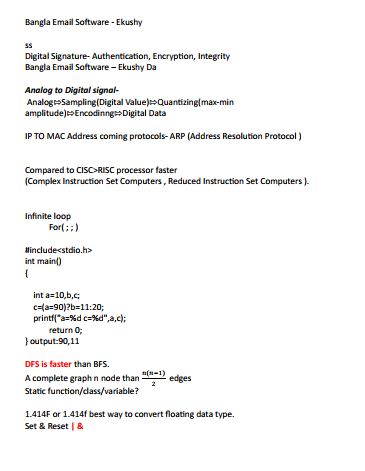 Bangla Email Software - Ekushy
ss
Digital Signature- Authentication, Encryption, Integrity
Bangla Email Software – Ekushy Da
Analog to Digital signal-
Analog⇨Sampling(Digital Value)⇨Quantizing(max-min
amplitude)⇨Encodinng⇨Digital Data
IP TO MAC Address coming protocols- ARP (Address Resolution Protocol )
Compared to CISC>RISC processor faster
(Complex Instruction Set Computers , Reduced Instruction Set Computers ).
Infinite loop
For( ; ; )
#include<stdio.h>
int main()
{
int a=10,b,c;
c=(a=90)?b=11:20;
printf("a=%d c=%d",a,c);
return 0;
} output:90,11
DFS is faster than BFS.
A complete graph n node than n(n−1)/2 edges
Static function/class/variable?
1.414F or 1.414f best way to convert floating data type.
Set & Reset | &